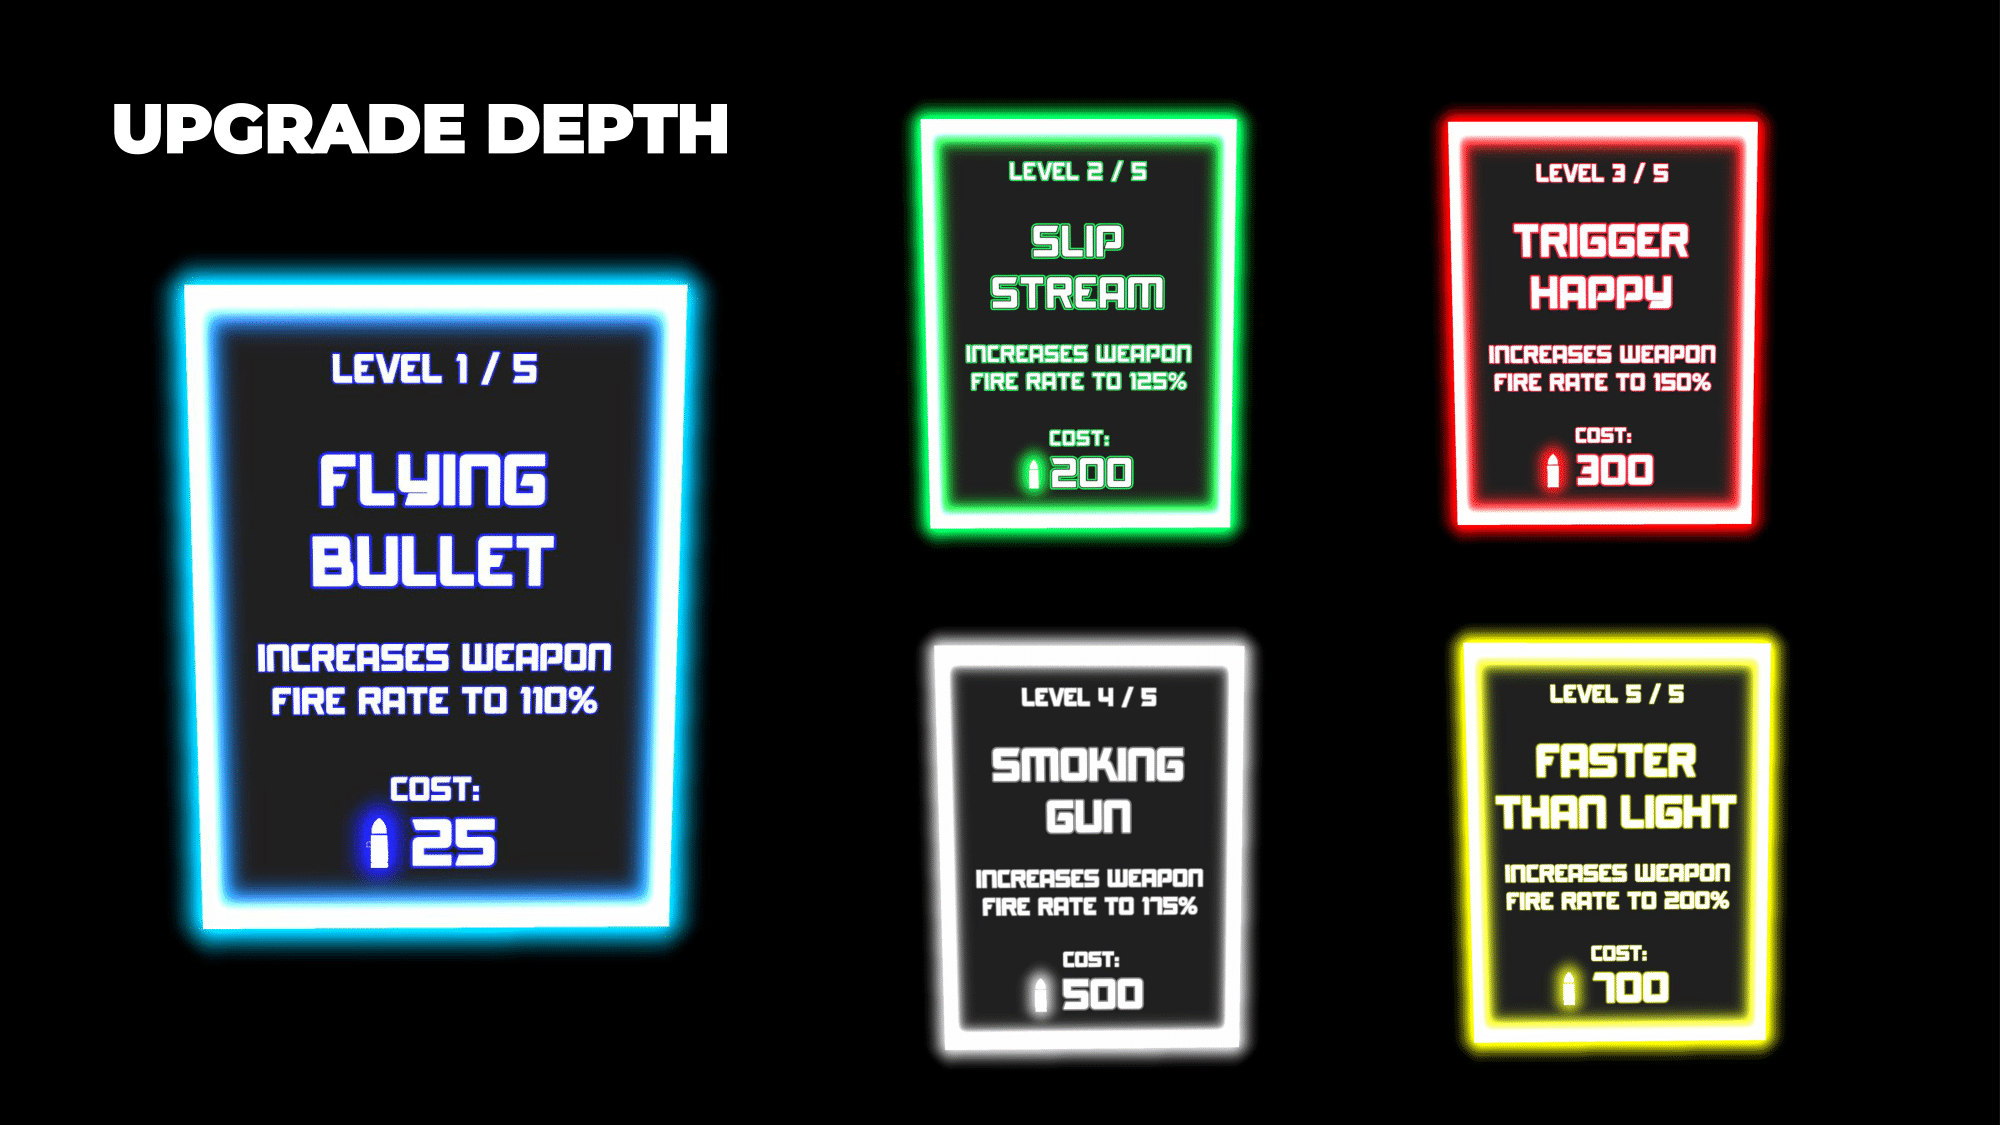 UPGRADE DEPTH
LEVEL 1 / 5
FLYING
BULLET
INCREASES WEAPON
FIRE RATE TO 110%
COST:
25
LEVEL 2 / 5
SLIP
STREAM
INCREASES WEAPON
FIRE RATE TO 125%
COST:
200
LEVEL 3 / 5
TRIGGER
HAPPY
INCREASES WEAPON
FIRE RATE TO 150%
COST:
300
LEVEL 4 / 5
SMOKING
GUN
INCREASES WEAPON
FIRE RATE TO 175%
COST:
500
LEVEL 5 / 5
FASTER
THAN LIGHT
INCREASES WEAPON
FIRE RATE TO 200%
COST:
700